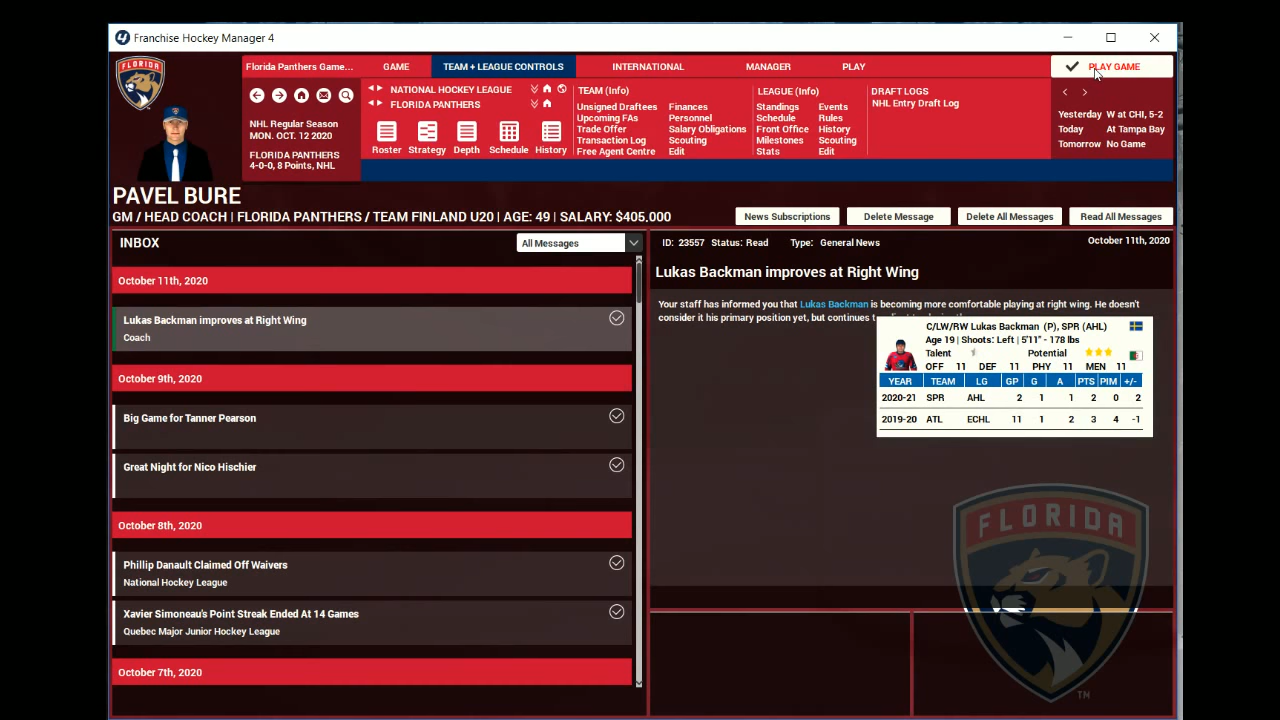 Franchise Hockey Manager 4
FLORIDA
Florida Panthers Game...
GAME
TEAM + LEAGUE CONTROLS
INTERNATIONAL
MANAGER
PLAY
PLAY GAME
NHL Regular Season
MON. OCT. 12 2020
FLORIDA PANTHERS
4-0-0, 8 Points, NHL
NATIONAL HOCKEY LEAGUE
FLORIDA PANTHERS
Roster Strategy Depth Schedule History
TEAM (Info)
Unsigned Draftees Finances
Upcoming FAs Personnel
Trade Offer Salary Obligations
Transaction Log Scouting
Free Agent Centre Edit
LEAGUE (Info)
Standings Events
Schedule Rules
Front Office History
Milestones Scouting
Stats Edit
DRAFT LOGS
NHL Entry Draft Log
Yesterday W at CHI, 5-2
Today At Tampa Bay
Tomorrow No Game
PAVEL BURE
GM / HEAD COACH | FLORIDA PANTHERS / TEAM FINLAND U20 | AGE: 49 | SALARY: $405.000
News Subscriptions
Delete Message
Delete All Messages
Read All Messages
INBOX
All Messages
October 11th, 2020
Lukas Backman improves at Right Wing
Coach
October 9th, 2020
Big Game for Tanner Pearson
Great Night for Nico Hischier
October 8th, 2020
Phillip Danault Claimed Off Waivers
National Hockey League
Xavier Simoneau's Point Streak Ended At 14 Games
Quebec Major Junior Hockey League
October 7th, 2020
ID: 23557 Status: Read Type: General News
October 11th, 2020
Lukas Backman improves at Right Wing
Your staff has informed you that Lukas Backman is becoming more comfortable playing at right wing. He doesn't
consider it his primary position yet, but continues
C/LW/RW Lukas Backman (P), SPR (AHL)
Age 19 | Shoots: Left | 5'11" - 178 lbs
Talent Potential
OFF 11 DEF 11 PHY 11 MEN 11
YEAR TEAM LG GP G A PTS PIM +/-
2020-21 SPR AHL 2 1 1 2 0 2
2019-20 ATL ECHL 11 1 2 3 4 -1
FLORIDA
TM